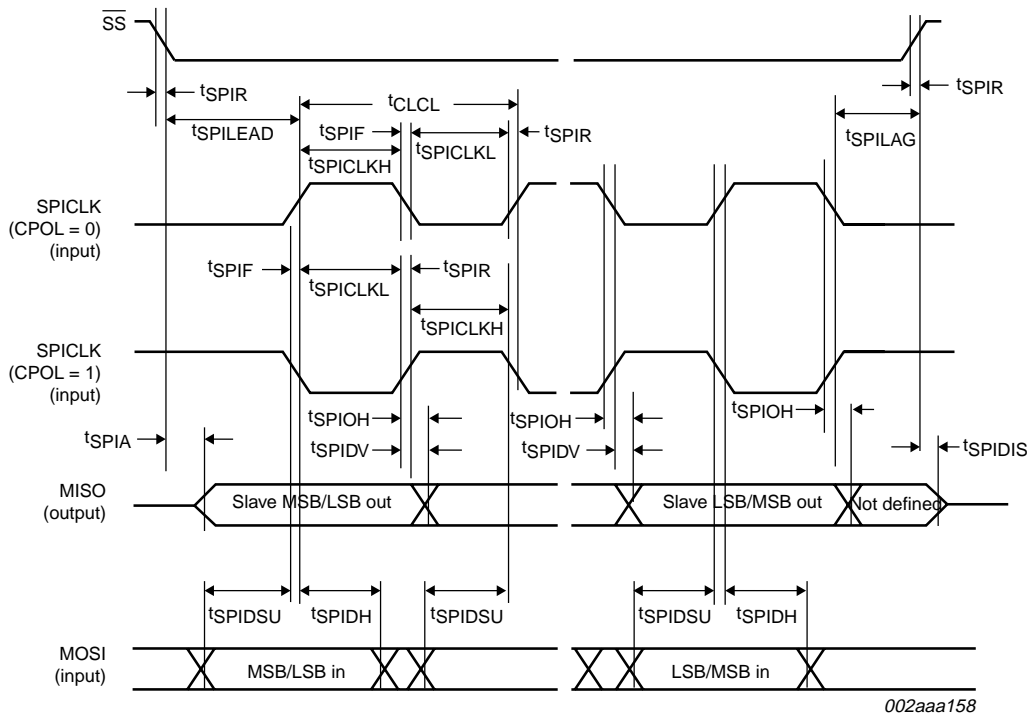 SS
tSPIR
tCLCL
tSPIR
tSPILEAD
tSPIF
tSPICLKL
tSPIR
tSPILAG
tSPICLKH
SPICLK
(CPOL = 0)
(input)
tSPIF
tSPICLKL
tSPIR
tSPICLKH
SPICLK
(CPOL = 1)
(input)
tSPIOH
tSPIOH
tSPIOH
tSPIA
tSPIDV
tSPIDV
tSPIDIS
MISO
(output)
Slave MSB/LSB out
Slave LSB/MSB out
Not defined
tSPIDSU
tSPIDH
tSPIDSU
tSPIDSU
tSPIDH
MOSI
(input)
MSB/LSB in
LSB/MSB in
002aaa158